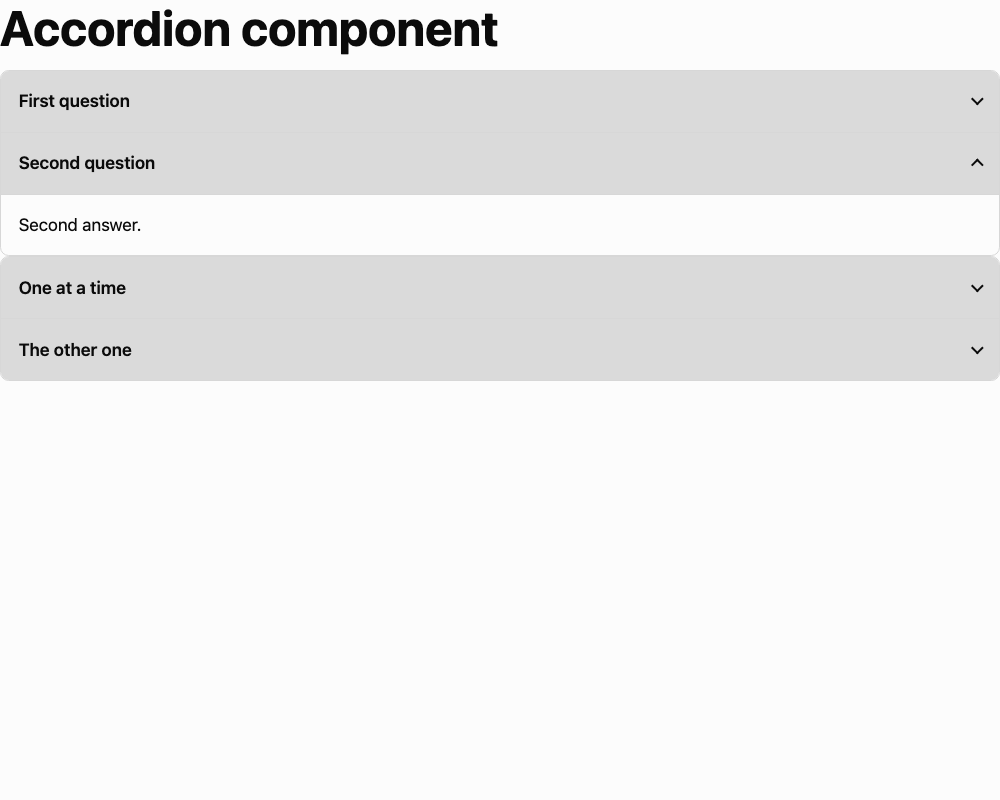 Accordion component
First question
Second question
Second answer.
One at a time
The other one